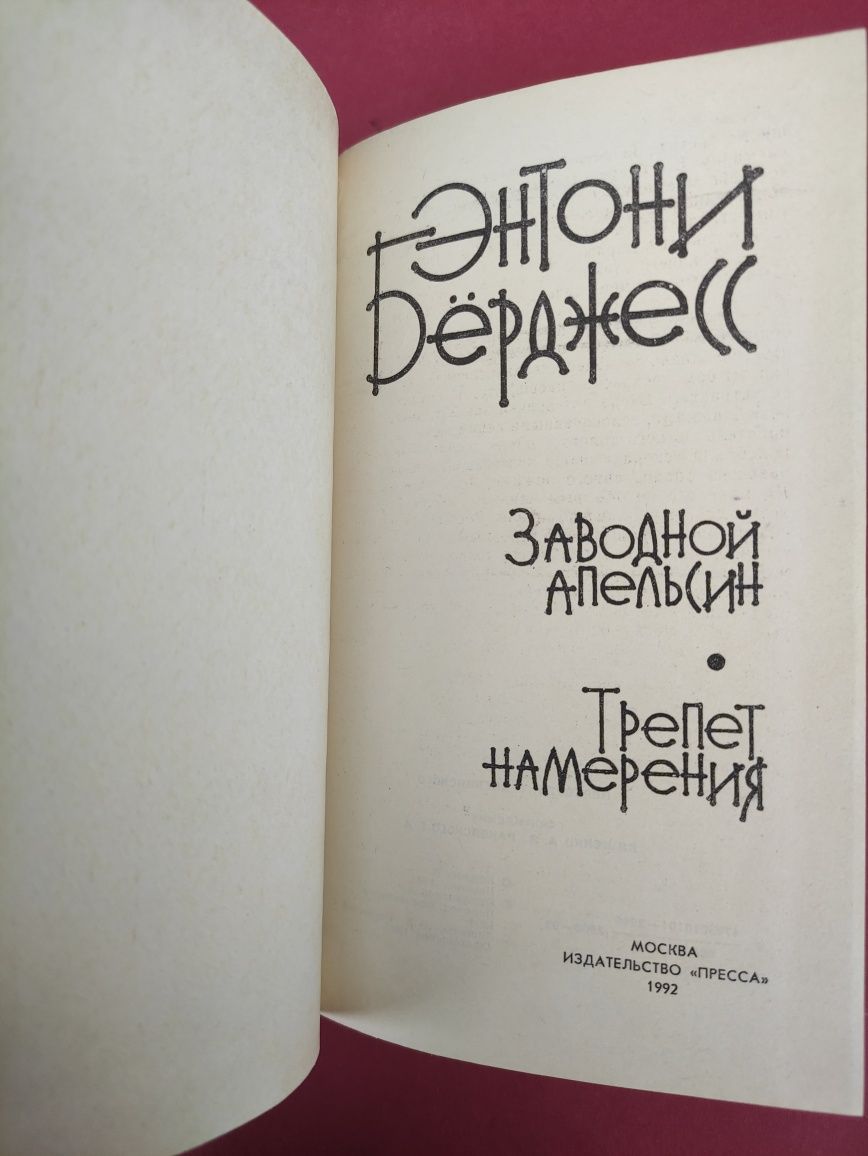 Энтони
Бёрджесс
Заводной
апельсин
•
Трепет
намерения
МОСКВА
ИЗДАТЕЛЬСТВО «ПРЕССА»
1992